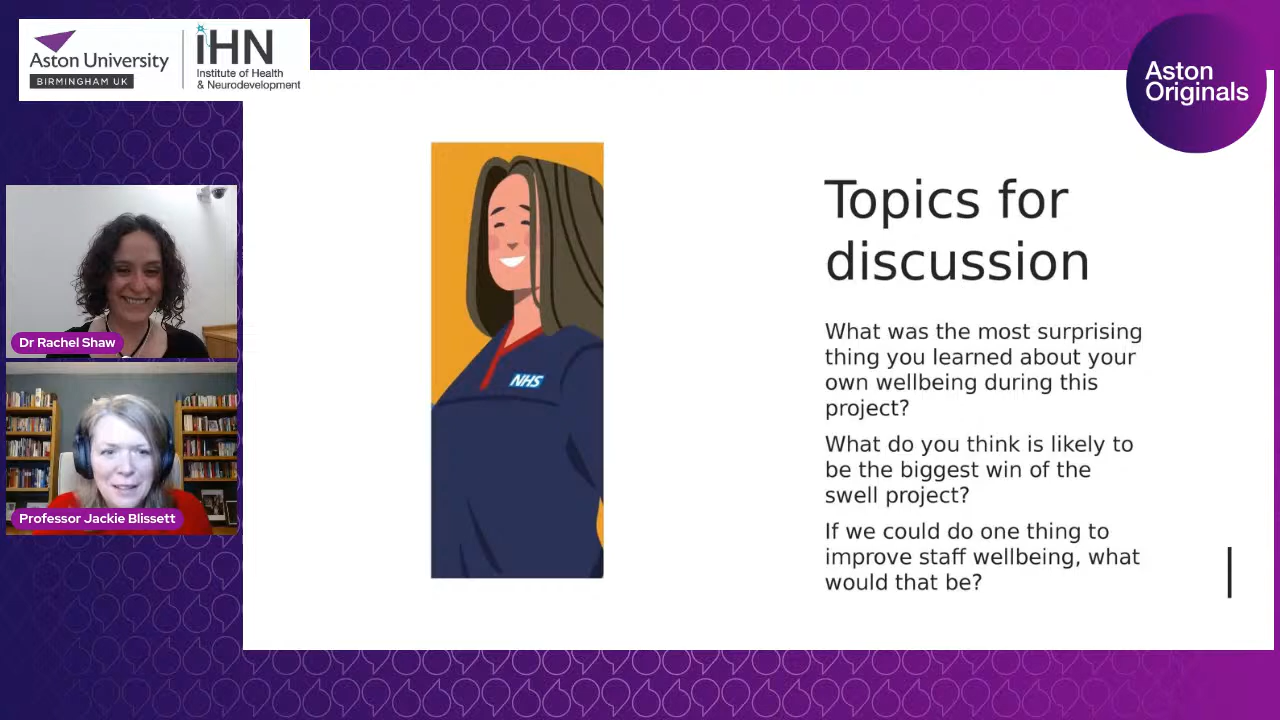 Aston University
BIRMINGHAM UK
iHN
Institute of Health
& Neurodevelopment
Aston
Originals
Dr Rachel Shaw
Professor Jackie Blissett
NHS
Topics for
discussion
What was the most surprising
thing you learned about your
own wellbeing during this
project?
What do you think is likely to
be the biggest win of the
swell project?
If we could do one thing to
improve staff wellbeing, what
would that be?